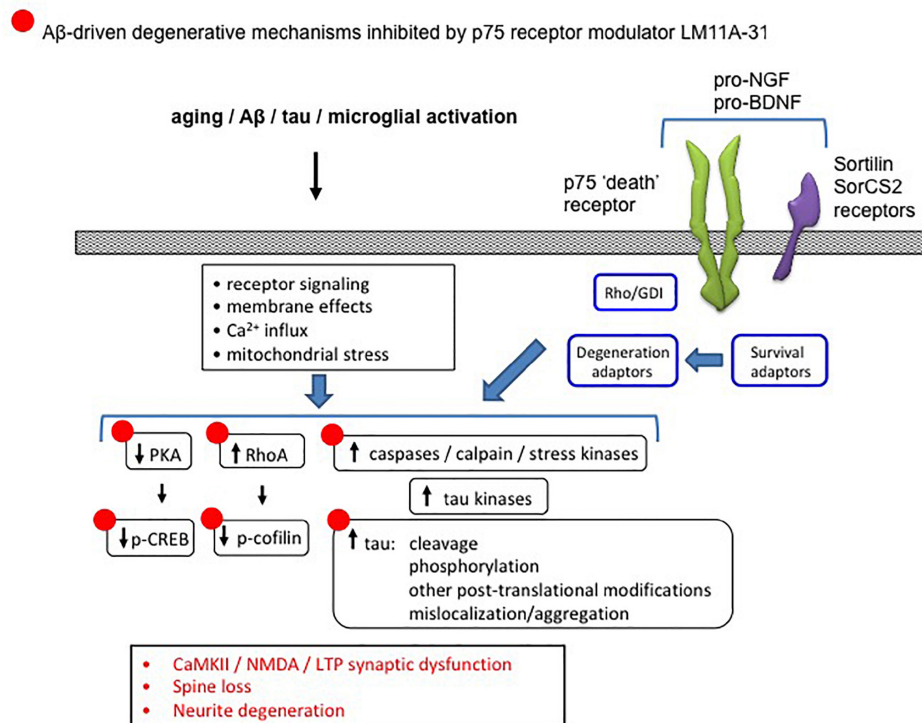 Aβ-driven degenerative mechanisms inhibited by p75 receptor modulator LM11A-31
pro-NGF
pro-BDNF
aging / Aβ / tau / microglial activation
p75 ‘death’
receptor
Sortilin
SorCS2
receptors
• receptor signaling
• membrane effects
• Ca²⁺ influx
• mitochondrial stress
Rho/GDI
Degeneration
adaptors
Survival
adaptors
↓ PKA
↑ RhoA
↑ caspases / calpain / stress kinases
↑ tau kinases
↓ p-CREB
↓ p-cofilin
↑ tau: cleavage
phosphorylation
other post-translational modifications
mislocalization/aggregation
• CaMKII / NMDA / LTP synaptic dysfunction
• Spine loss
• Neurite degeneration